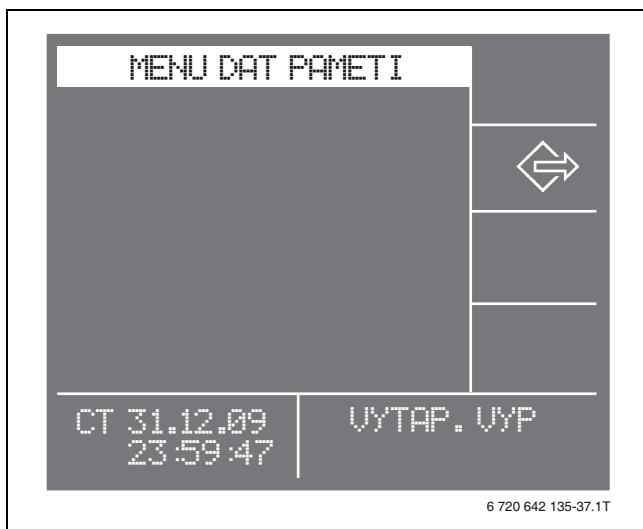 MENU DAT PAMETI
CT 31.12.09
23:59:47
VYTAP. VYP
6 720 642 135-37.1T